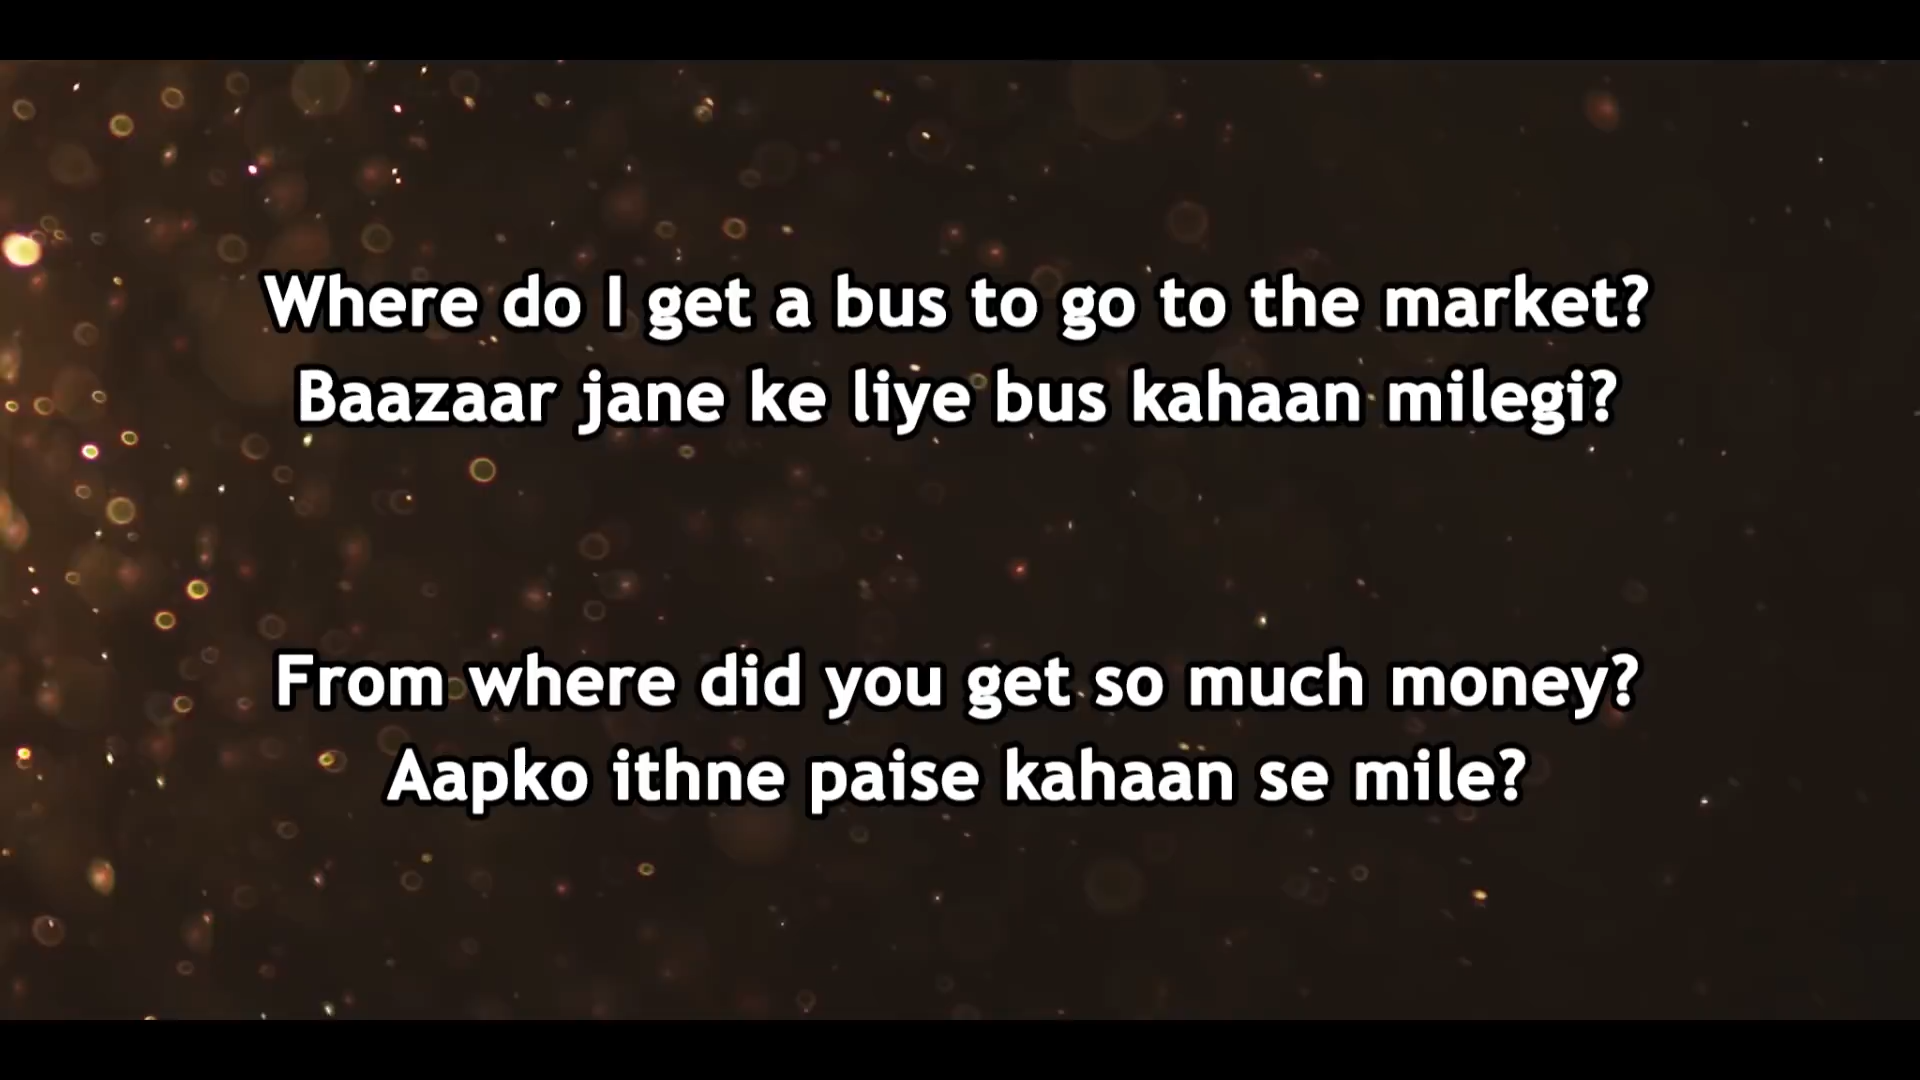 Where do I get a bus to go to the market?
Baazaar jane ke liye bus kahaan milegi?
From where did you get so much money?
Aapko ithne paise kahaan se mile?